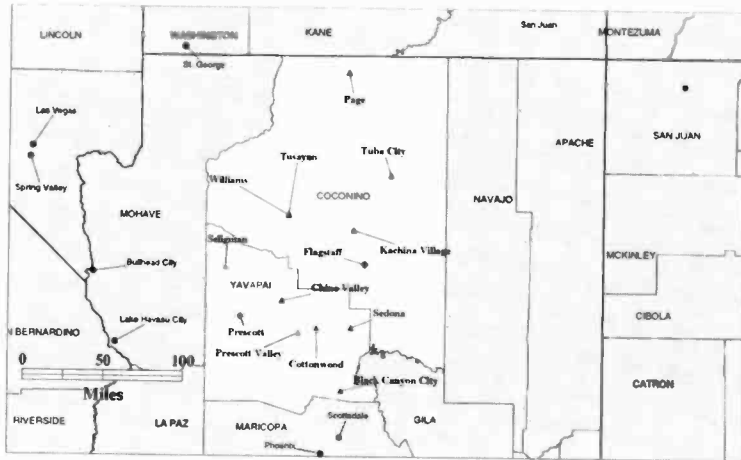 San Juan
LINCOLN
WASHINGTON
KANE
MONTEZUMA
St. George
Page
Las Vegas
SAN JUAN
APACHE
Tusayan
Tuba City
Spring Valley
Williams
COCONINO
NAVAJO
MOHAVE
Seligman
Flagstaff
Kachina Village
MCKINLEY
Bullhead City
YAVAPAI
Chino Valley
CIBOLA
Lake Havasu City
Sedona
N BERNARDINO
Prescott
Prescott Valley
Cottonwood
0 50 100
Miles
Black Canyon City
CATRON
RIVERSIDE
LA PAZ
MARICOPA
Scottsdale
GILA
Phoenix